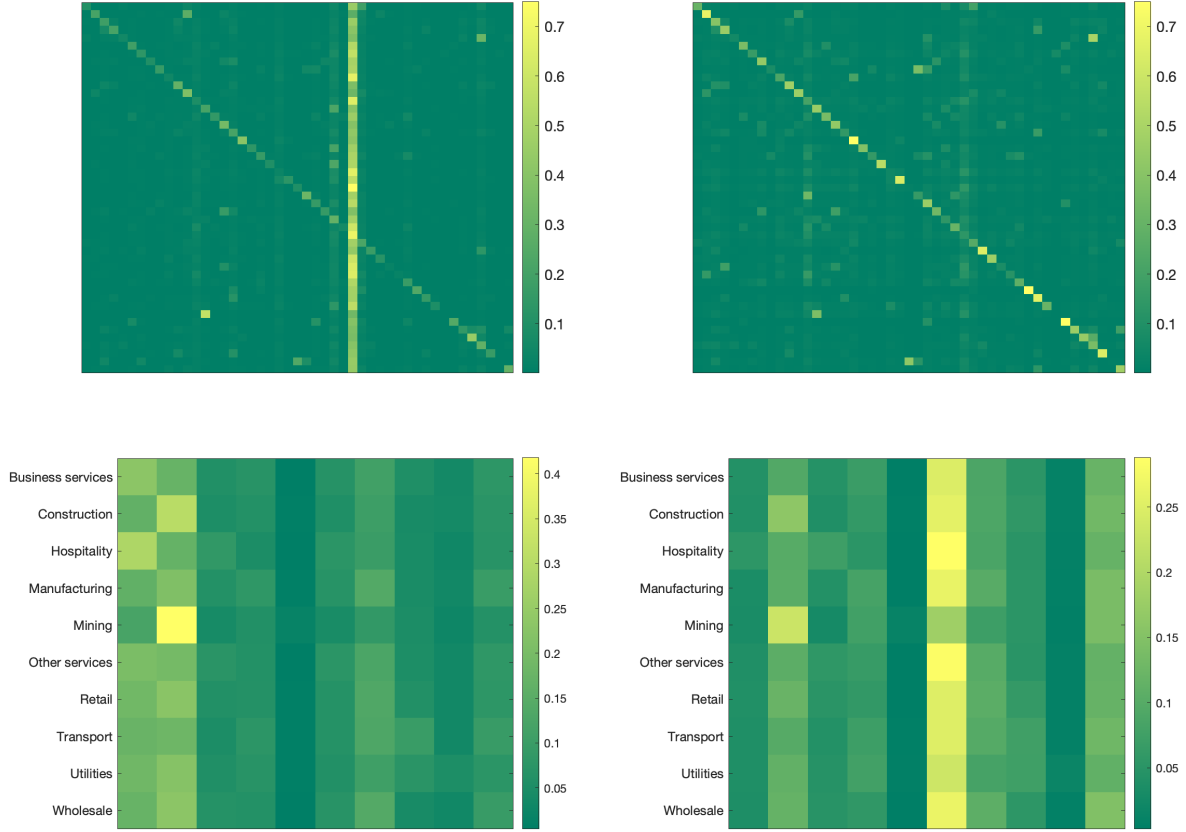 0.7
0.6
0.5
0.4
0.3
0.2
0.1
0.7
0.6
0.5
0.4
0.3
0.2
0.1
Business services
Construction
Hospitality
Manufacturing
Mining
Other services
Retail
Transport
Utilities
Wholesale
0.4
0.35
0.3
0.25
0.2
0.15
0.1
0.05
Business services
Construction
Hospitality
Manufacturing
Mining
Other services
Retail
Transport
Utilities
Wholesale
0.25
0.2
0.15
0.1
0.05